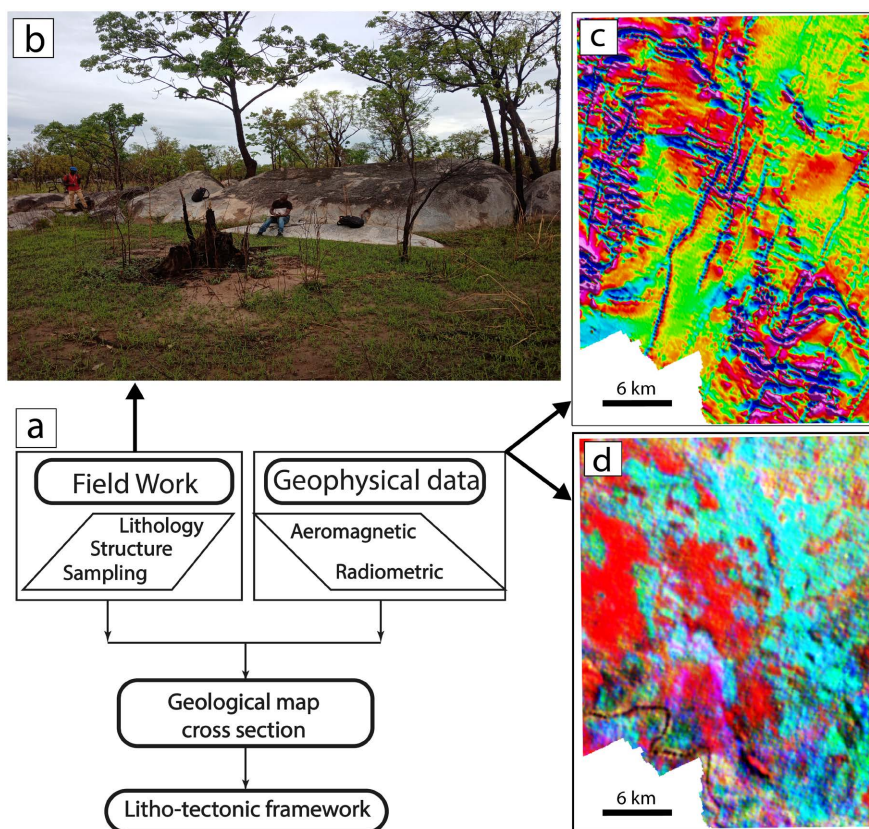 b
c
6 km
a
Field Work
Lithology
Structure
Sampling
Geophysical data
Aeromagnetic
Radiometric
Geological map
cross section
Litho-tectonic framework
d
6 km